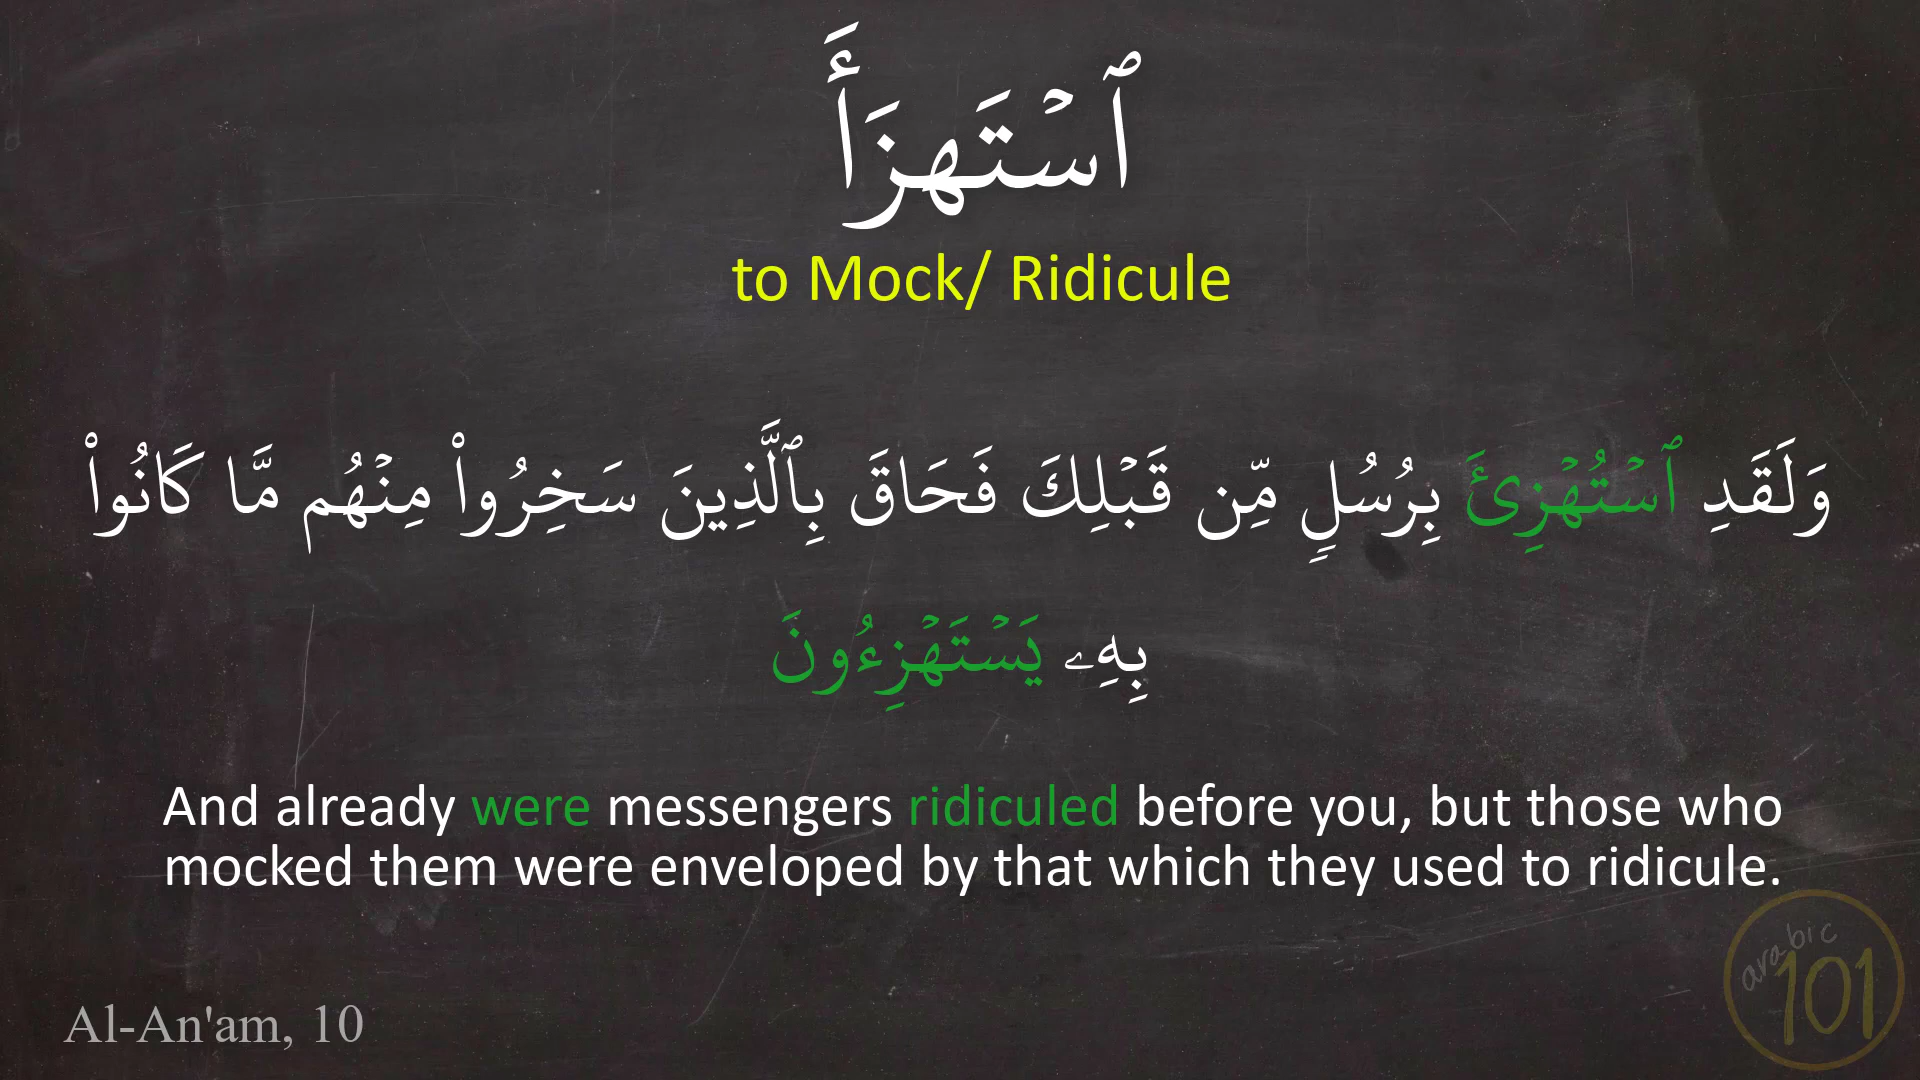 ٱسۡتَهزَأََ
to Mock/ Ridicule
وَلَقَدِ ٱسۡتُهۡزِئَ بِرُسُلٖ مِّن قَبۡلِكَ فَحَاقَ بِٱلَّذِينَ سَخِرُواْ مِنۡهُم مَّا كَانُواْ
بِهِۦ يَسۡتَهۡزِءُونَ
And already were messengers ridiculed before you, but those who
mocked them were enveloped by that which they used to ridicule.
arabic
101
Al-An'am, 10